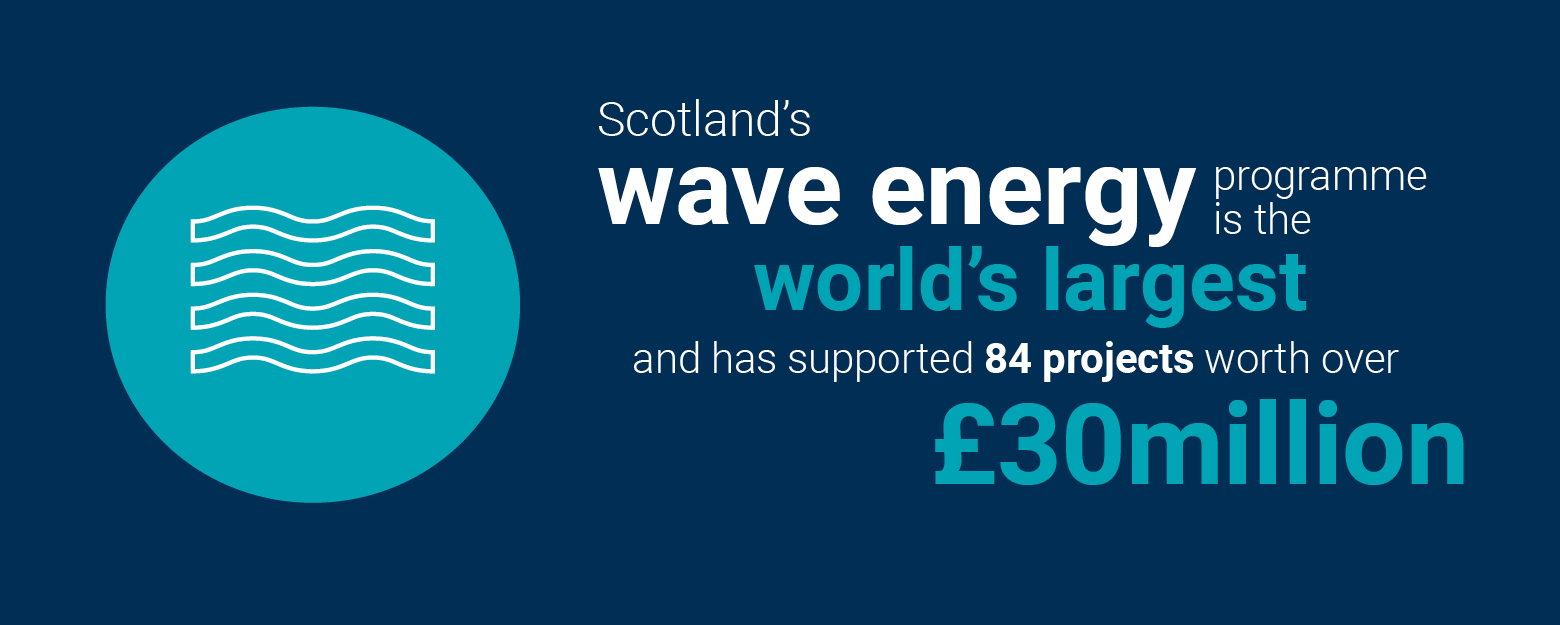 Scotland’s
wave energy programme
is the
world’s largest
and has supported 84 projects worth over
£30million